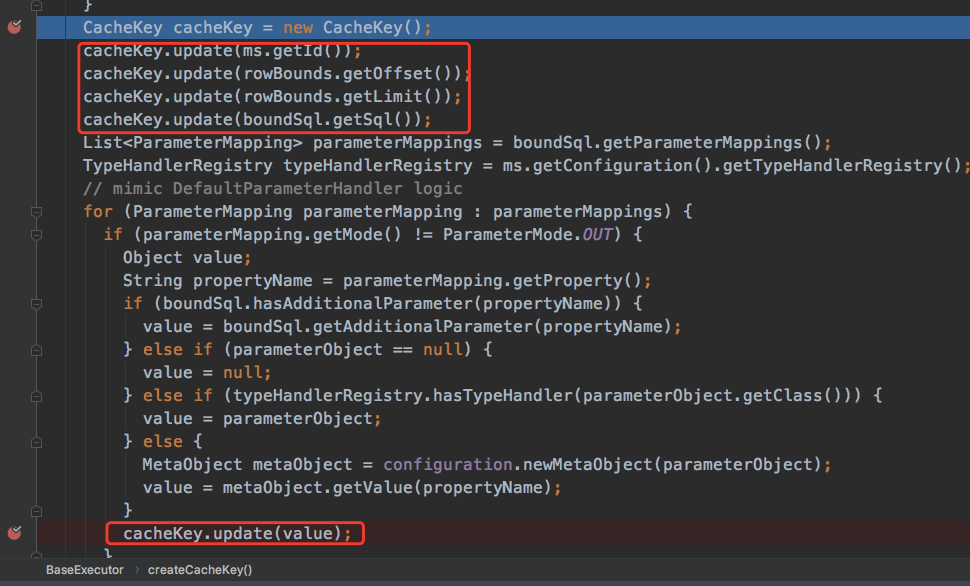 }
CacheKey cacheKey = new CacheKey();
cacheKey.update(ms.getId());
cacheKey.update(rowBounds.getOffset());
cacheKey.update(rowBounds.getLimit());
cacheKey.update(boundSql.getSql());
List<ParameterMapping> parameterMappings = boundSql.getParameterMappings();
TypeHandlerRegistry typeHandlerRegistry = ms.getConfiguration().getTypeHandlerRegistry();
// mimic DefaultParameterHandler logic
for (ParameterMapping parameterMapping : parameterMappings) {
if (parameterMapping.getMode() != ParameterMode.OUT) {
Object value;
String propertyName = parameterMapping.getProperty();
if (boundSql.hasAdditionalParameter(propertyName)) {
value = boundSql.getAdditionalParameter(propertyName);
} else if (parameterObject == null) {
value = null;
} else if (typeHandlerRegistry.hasTypeHandler(parameterObject.getClass())) {
value = parameterObject;
} else {
MetaObject metaObject = configuration.newMetaObject(parameterObject);
value = metaObject.getValue(propertyName);
}
cacheKey.update(value);
}
BaseExecutor › createCacheKey()